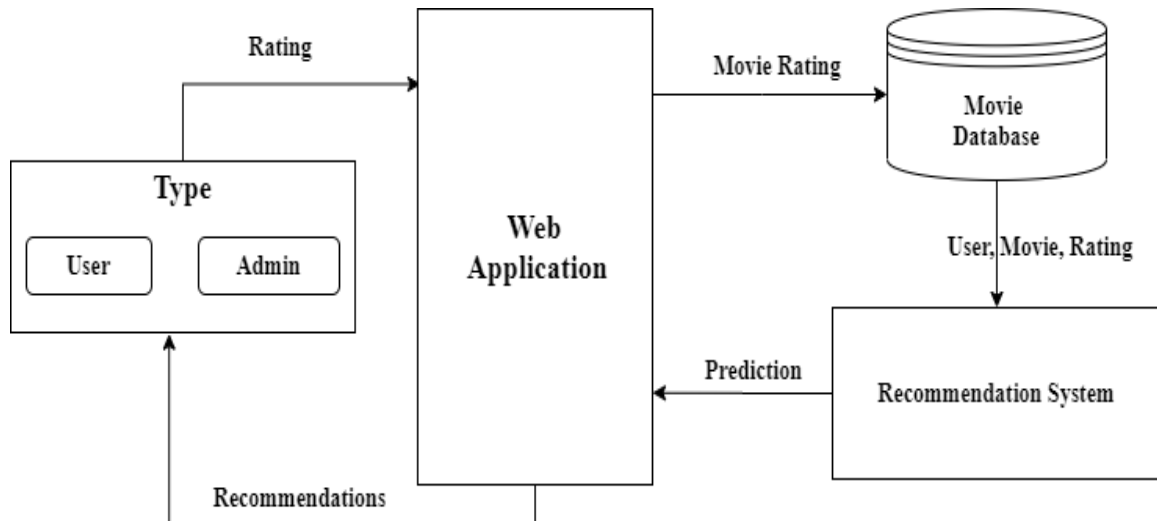 Rating
Movie Rating
Movie
Database
Type
User
Admin
Web
Application
User, Movie, Rating
Prediction
Recommendation System
Recommendations